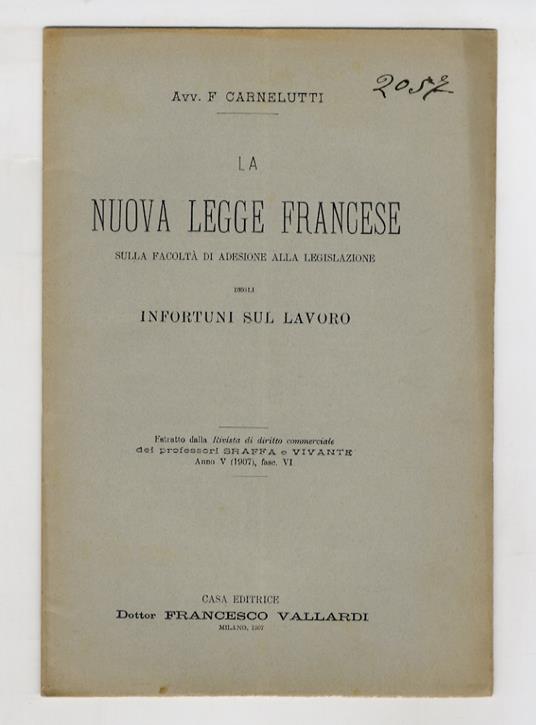 Avv. F CARNELUTTI
2057
LA
NUOVA LEGGE FRANCESE
SULLA FACOLTÀ DI ADESIONE ALLA LEGISLAZIONE
DEGLI
INFORTUNI SUL LAVORO
Estratto dalla Rivista di diritto commerciale
dei professori SRAFFA e VIVANTE
Anno V (1907), fasc. VI
CASA EDITRICE
Dottor FRANCESCO VALLARDI
MILANO, 1907